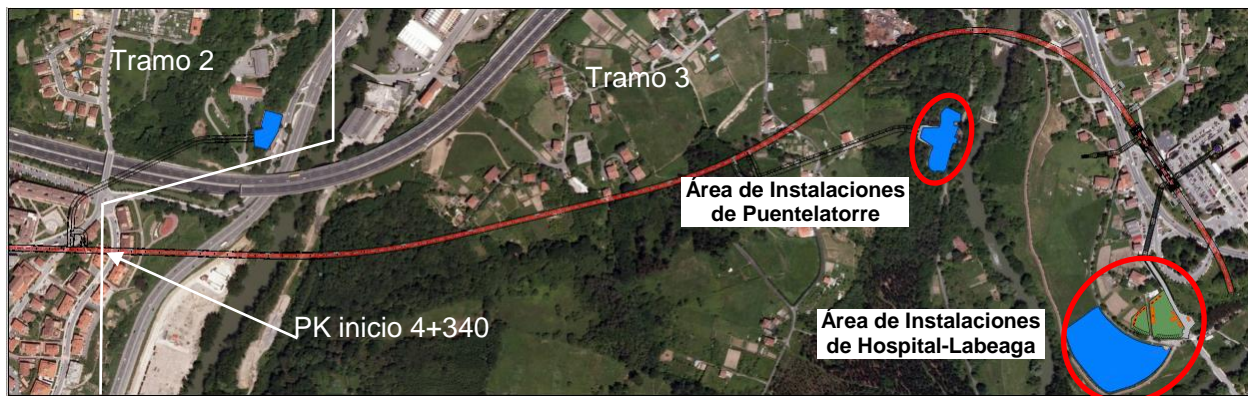 Tramo 2
Tramo 3
Área de Instalaciones
de Puentelatorre
PK inicio 4+340
Área de Instalaciones
de Hospital-Labeaga